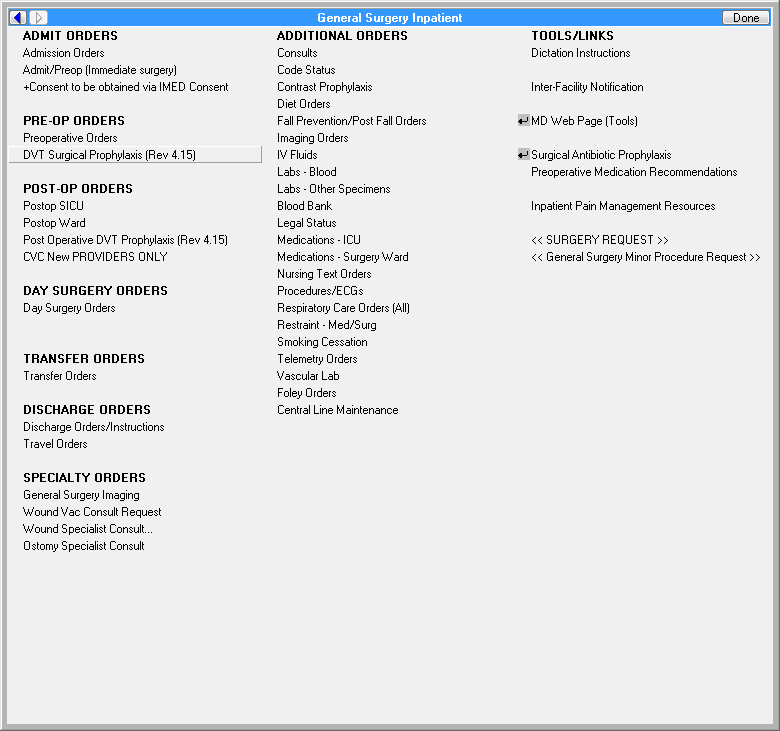 General Surgery Inpatient
Done
ADMIT ORDERS
Admission Orders
Admit/Preop (Immediate surgery)
+Consent to be obtained via IMED Consent
PRE-OP ORDERS
Preoperative Orders
DVT Surgical Prophylaxis (Rev 4.15)
POST-OP ORDERS
Postop SICU
Postop Ward
Post Operative DVT Prophylaxis (Rev 4.15)
CVC New PROVIDERS ONLY
DAY SURGERY ORDERS
Day Surgery Orders
TRANSFER ORDERS
Transfer Orders
DISCHARGE ORDERS
Discharge Orders/Instructions
Travel Orders
SPECIALTY ORDERS
General Surgery Imaging
Wound Vac Consult Request
Wound Specialist Consult...
Ostomy Specialist Consult
ADDITIONAL ORDERS
Consults
Code Status
Contrast Prophylaxis
Diet Orders
Fall Prevention/Post Fall Orders
Imaging Orders
IV Fluids
Labs - Blood
Labs - Other Specimens
Blood Bank
Legal Status
Medications - ICU
Medications - Surgery Ward
Nursing Text Orders
Procedures/ECGs
Respiratory Care Orders (All)
Restraint - Med/Surg
Smoking Cessation
Telemetry Orders
Vascular Lab
Foley Orders
Central Line Maintenance
TOOLS/LINKS
Dictation Instructions
Inter-Facility Notification
MD Web Page (Tools)
Surgical Antibiotic Prophylaxis
Preoperative Medication Recommendations
Inpatient Pain Management Resources
<< SURGERY REQUEST >>
<< General Surgery Minor Procedure Request >>